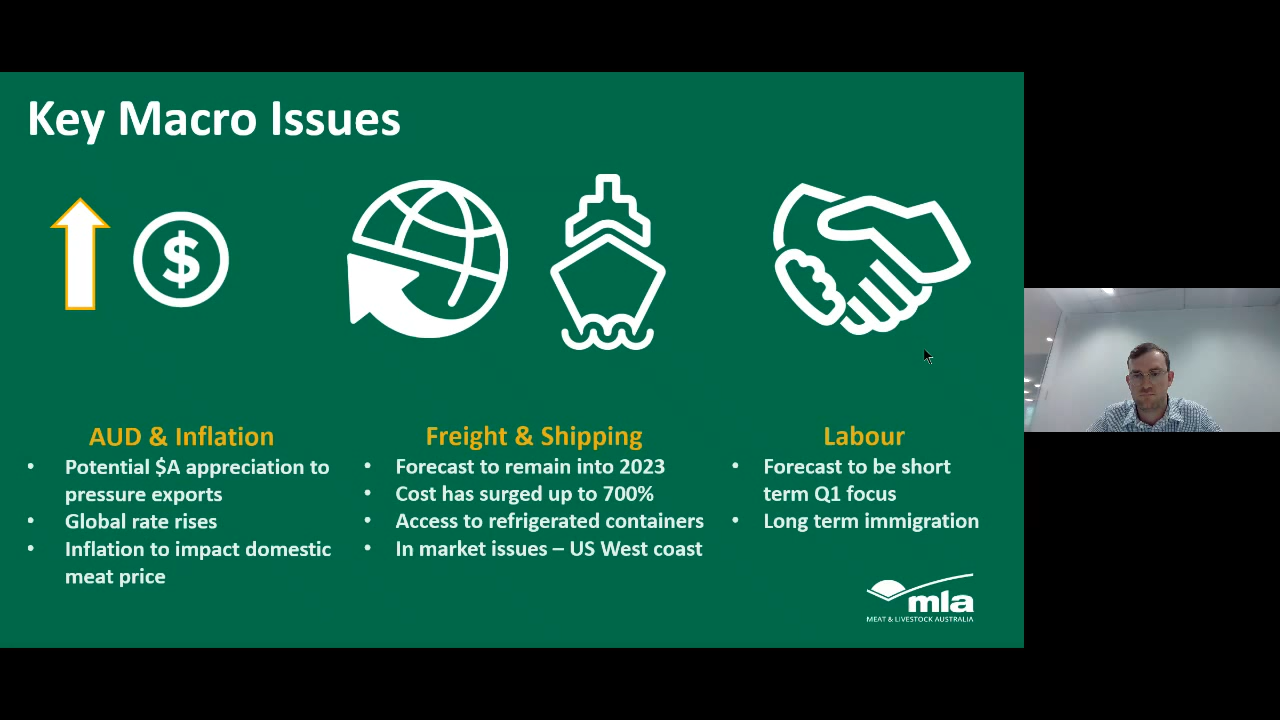 Key Macro Issues
$
AUD & Inflation
• Potential $A appreciation to
pressure exports
• Global rate rises
• Inflation to impact domestic
meat price
Freight & Shipping
• Forecast to remain into 2023
• Cost has surged up to 700%
• Access to refrigerated containers
• In market issues – US West coast
Labour
• Forecast to be short
term Q1 focus
• Long term immigration
mla
MEAT & LIVESTOCK AUSTRALIA